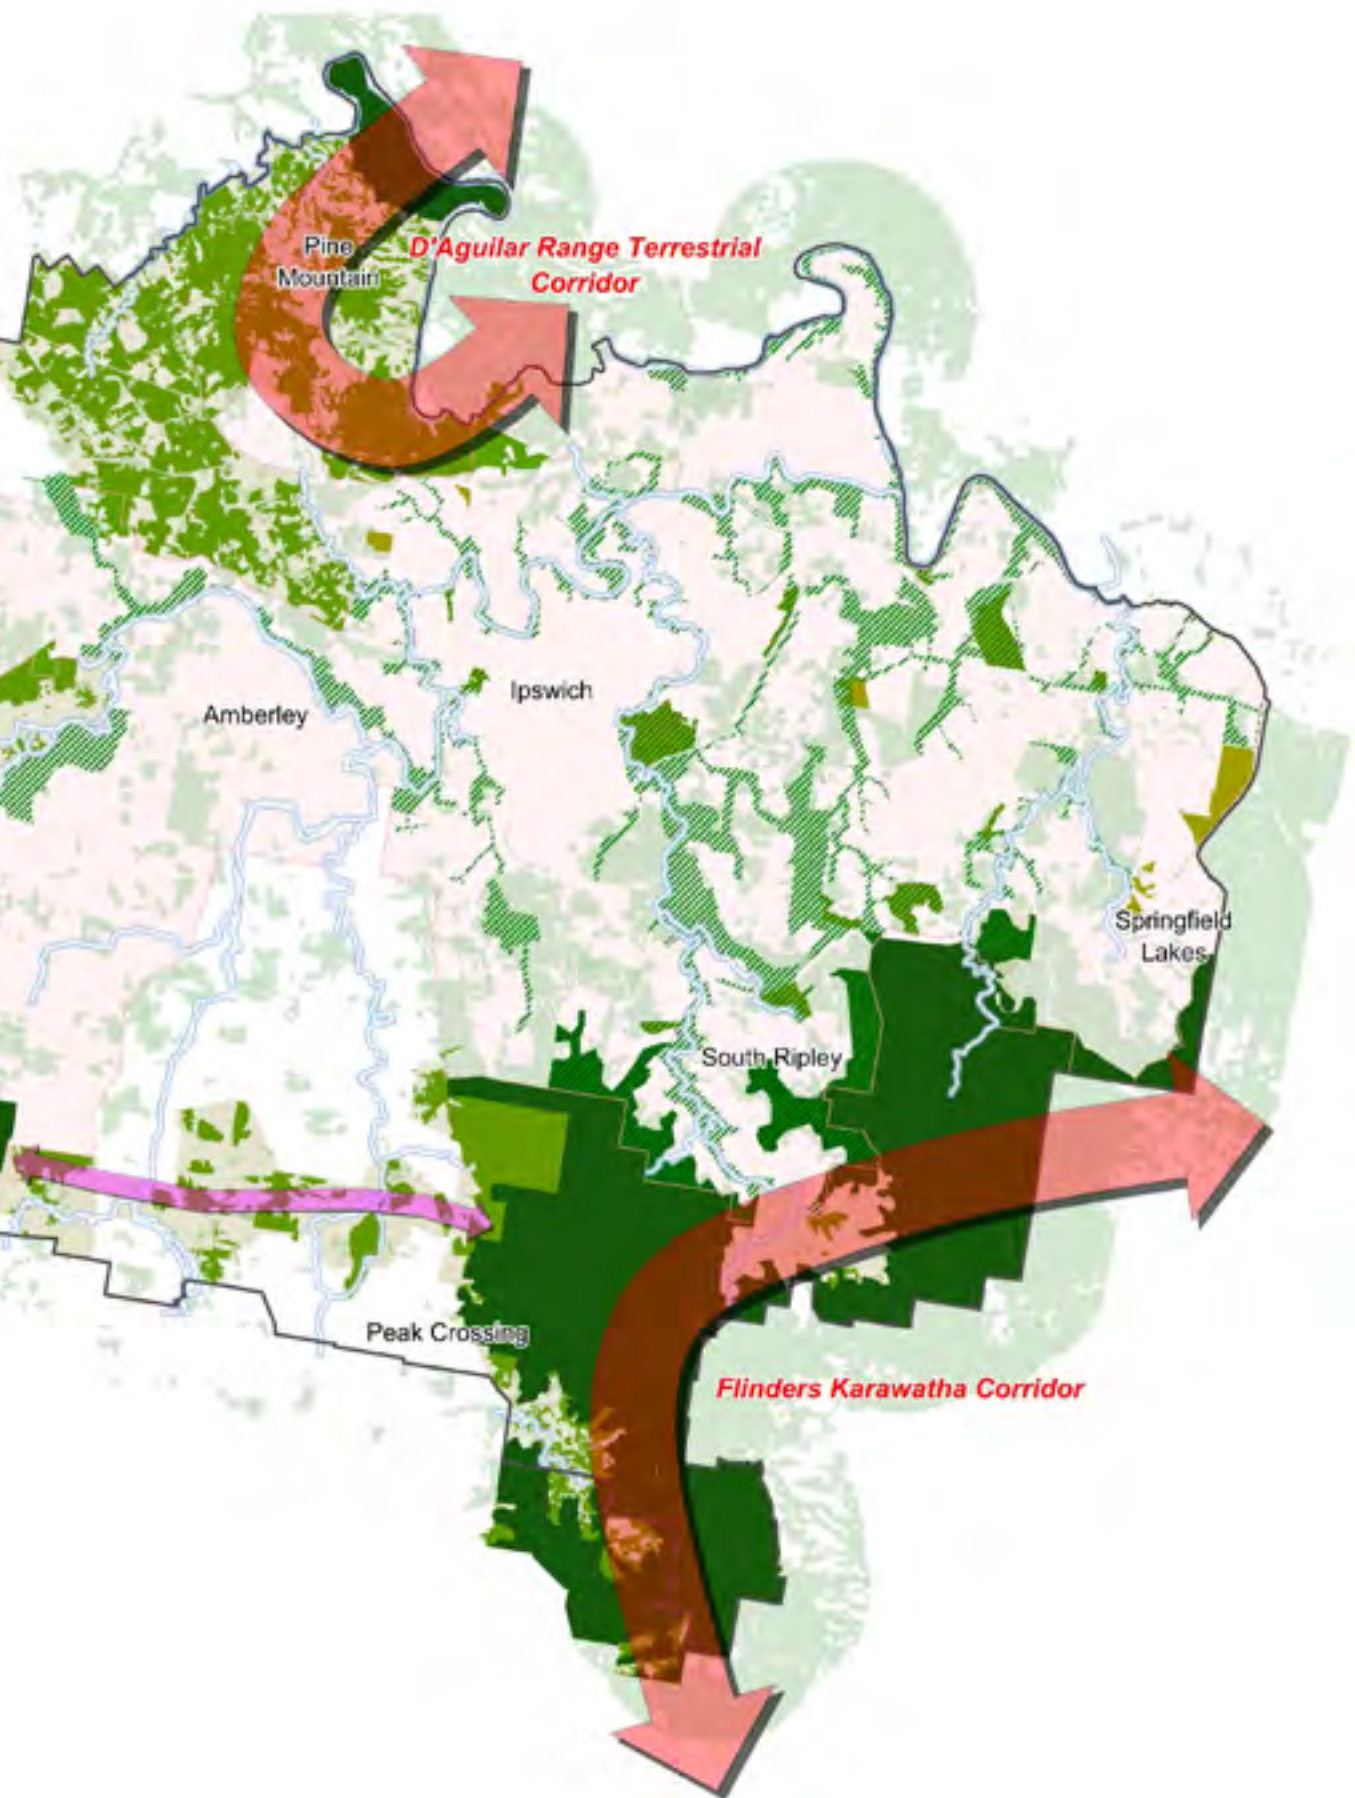 Pine
Mountain
D'Aguilar Range Terrestrial
Corridor
Ipswich
Amberley
Springfield
Lakes
South Ripley
Peak Crossing
Flinders Karawatha Corridor